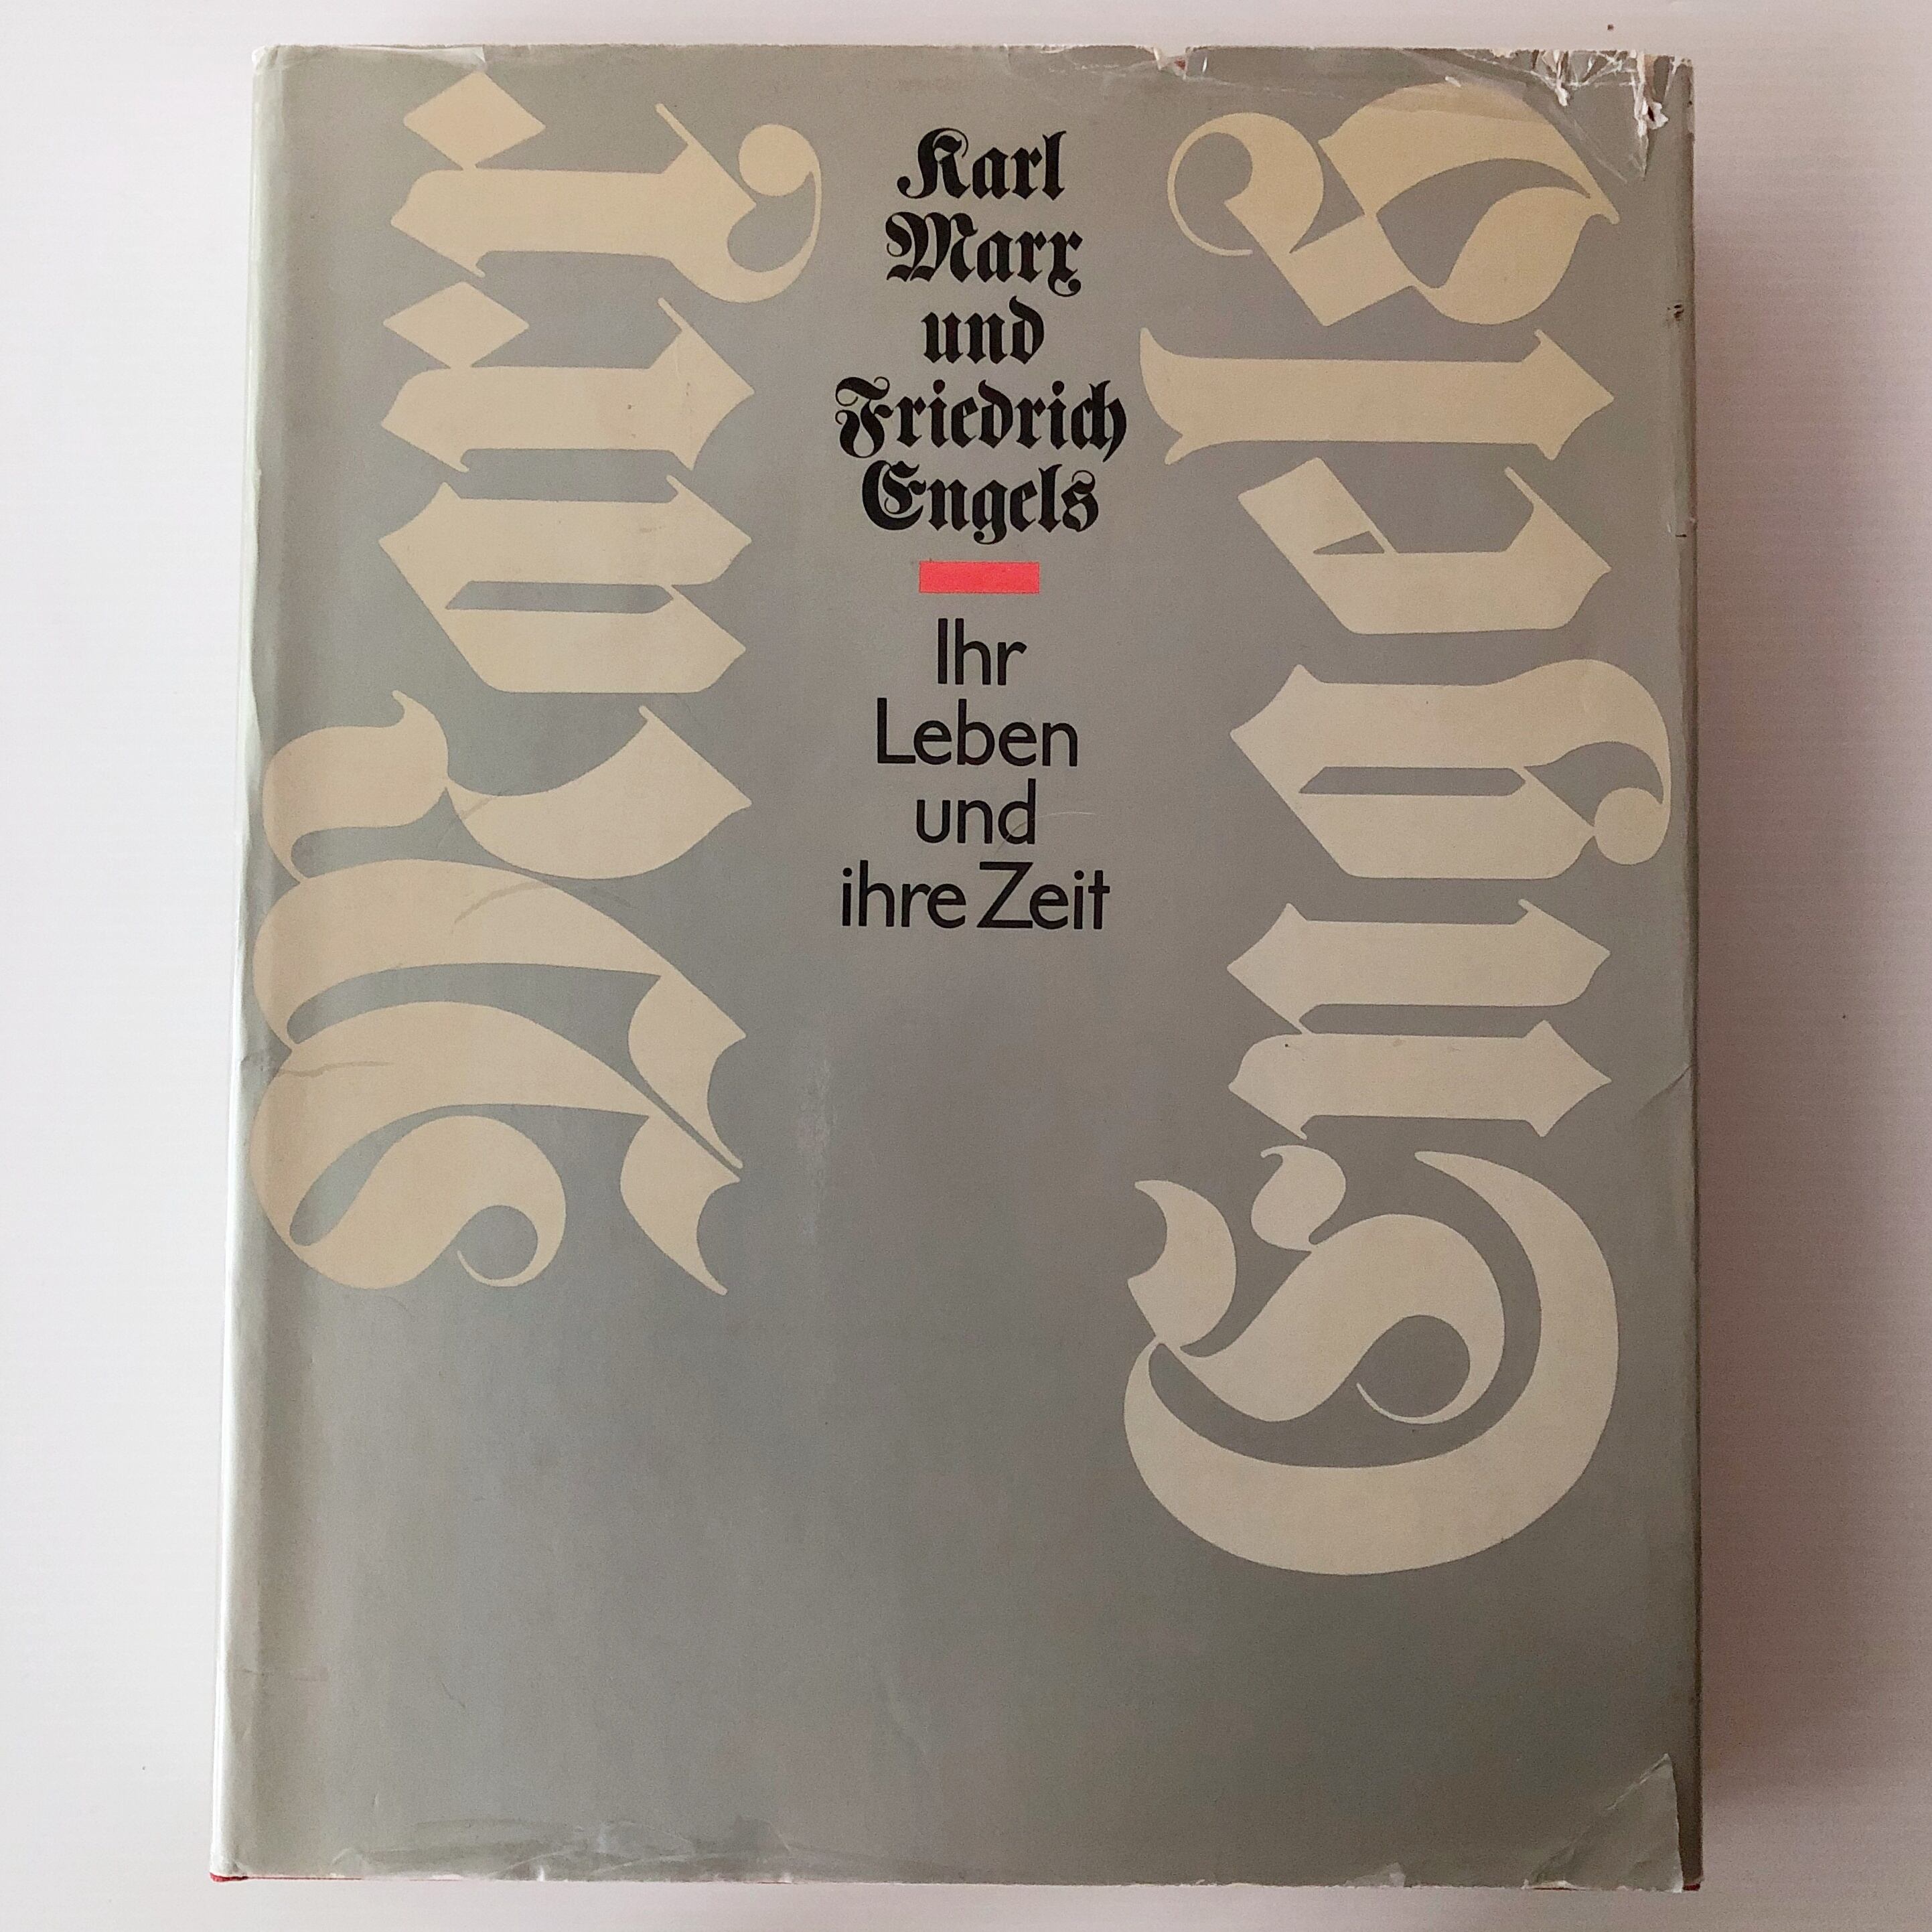 Marx
Karl
Marx
und
Friedrich
Engels
Ihr
Leben
und
ihre Zeit
Engels